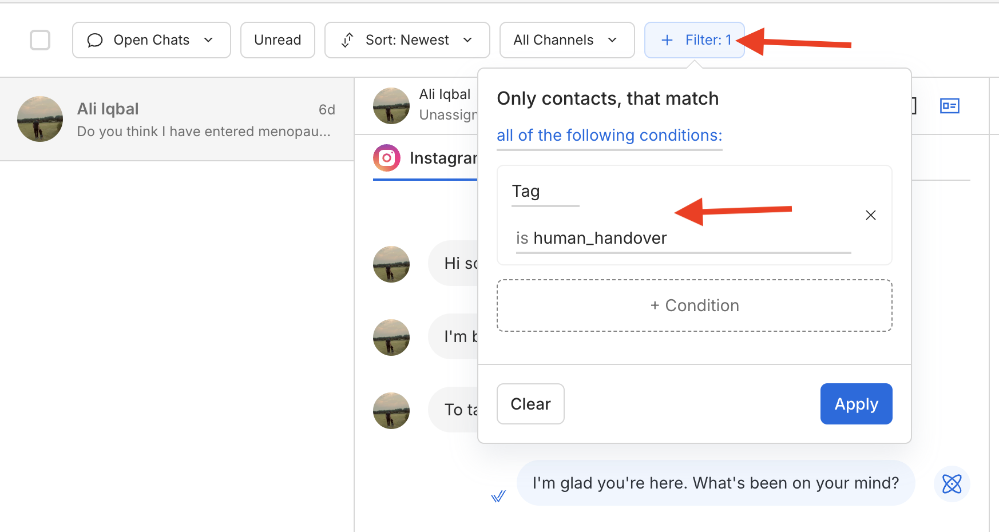 Open Chats
Unread
Sort: Newest
All Channels
+ Filter: 1
Ali Iqbal
6d
Do you think I have entered menopau...
Ali Iqbal
Unassign
Instagram
Hi so
I'm b
To ta
Only contacts, that match
all of the following conditions:
Tag
is human_handover
+ Condition
Clear
Apply
I'm glad you're here. What's been on your mind?